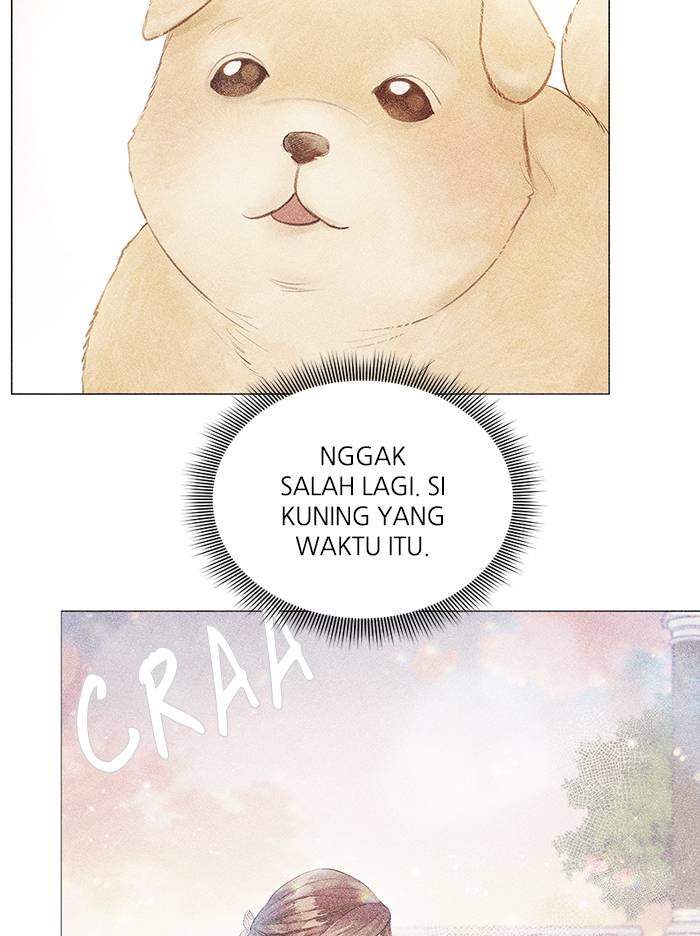 NGGAK
SALAH LAGI. SI
KUNING YANG
WAKTU ITU.
CRAA